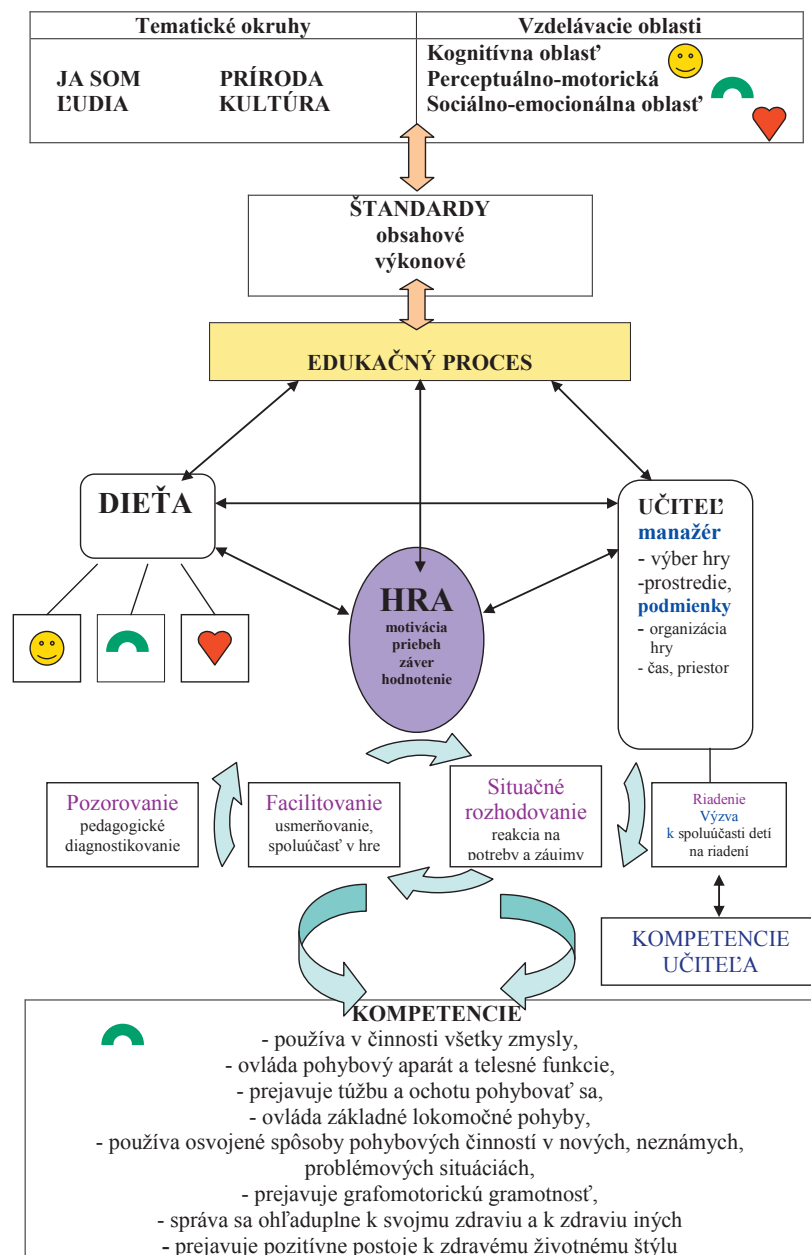 Tematické okruhy
Vzdelávacie oblasti
JA SOM PRÍRODA
ĽUDIA KULTÚRA
Kognitívna oblasť
Perceptuálno-motorická
Sociálno-emocionálna oblasť
ŠTANDARDY
obsahové
výkonové
EDUKAČNÝ PROCES
DIEŤA
HRA
motivácia
priebeh
záver
hodnotenie
UČITEĽ
manažér
- výber hry
-prostredie,
podmienky
- organizácia
hry
- čas, priestor
Pozorovanie
pedagogické
diagnostikovanie
Facilitovanie
usmerňovanie,
spoluúčasť v hre
Situačné
rozhodovanie
reakcia na
potreby a záujmy
Riadenie
Výzva
k spoluúčasti detí
na riadení
KOMPETENCIE
UČITEĽA
KOMPETENCIE
- používa v činnosti všetky zmysly,
- ovláda pohybový aparát a telesné funkcie,
- prejavuje túžbu a ochotu pohybovať sa,
- ovláda základné lokomočné pohyby,
- používa osvojené spôsoby pohybových činností v nových, neznámych,
problémových situáciách,
- prejavuje grafomotorickú gramotnosť,
- správa sa ohľaduplne k svojmu zdraviu a k zdraviu iných
- prejavuje pozitívne postoje k zdravému životnému štýlu